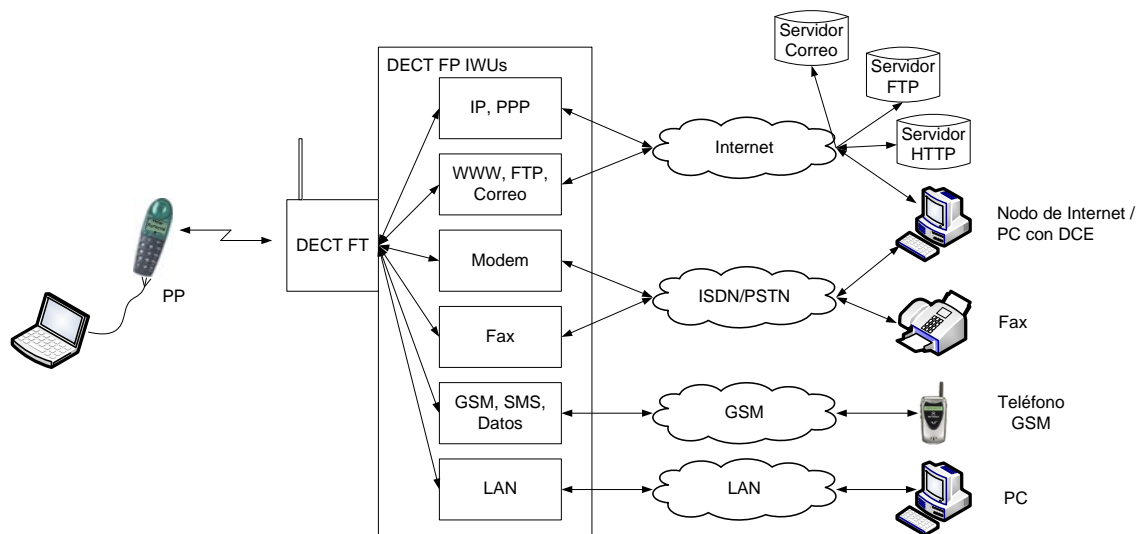 Servidor
Correo
Servidor
FTP
Servidor
HTTP
DECT FP IWUs
IP, PPP
WWW, FTP,
Correo
Modem
Fax
GSM, SMS,
Datos
LAN
DECT FT
PP
Internet
ISDN/PSTN
GSM
LAN
Nodo de Internet /
PC con DCE
Fax
Teléfono
GSM
PC